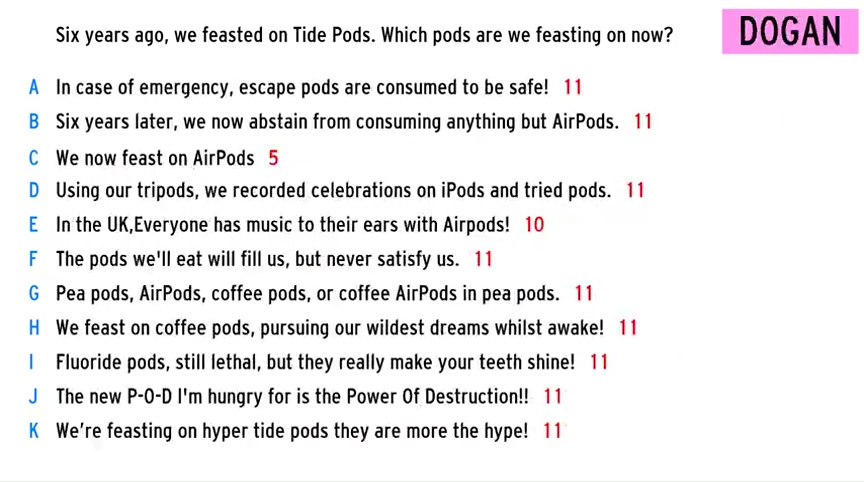 Six years ago, we feasted on Tide Pods. Which pods are we feasting on now?
DOGAN
A In case of emergency, escape pods are consumed to be safe! 11
B Six years later, we now abstain from consuming anything but AirPods. 11
C We now feast on AirPods 5
D Using our tripods, we recorded celebrations on iPods and tried pods. 11
E In the UK,Everyone has music to their ears with Airpods! 10
F The pods we'll eat will fill us, but never satisfy us. 11
G Pea pods, AirPods, coffee pods, or coffee AirPods in pea pods. 11
H We feast on coffee pods, pursuing our wildest dreams whilst awake! 11
I Fluoride pods, still lethal, but they really make your teeth shine! 11
J The new P-O-D I'm hungry for is the Power Of Destruction!! 11
K We're feasting on hyper tide pods they are more the hype! 11